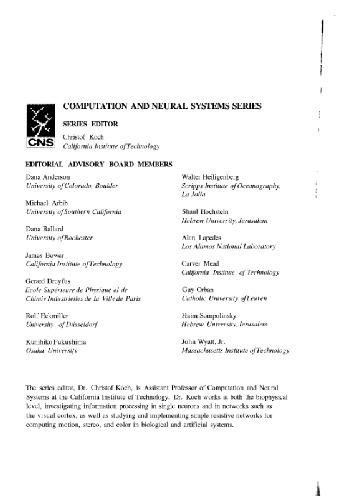 COMPUTATION AND NEURAL SYSTEMS SERIES
SERIES EDITOR
Christof Koch
California Institute of Technology
CNS
EDITORIAL ADVISORY BOARD MEMBERS
Dana Anderson
University of Colorado, Boulder
Michael Arbib
University of Southern California
Dana Ballard
University of Rochester
James Bower
California Institute of Technology
Gerard Dreyfus
Ecole Supérieure de Physique et de
Chimie Industrielles de la Ville de Paris
Rolf Eckmiller
University of Düsseldorf
Kunihiko Fukushima
Osaka University
Walter Heiligenberg
Scripps Institute of Oceanography,
La Jolla
Shaul Hochstein
Hebrew University, Jerusalem
Alan Lapedes
Los Alamos National Laboratory
Carver Mead
California Institute of Technology
Guy Orban
Catholic University of Leuven
Haim Sompolinsky
Hebrew University, Jerusalem
John Wyatt, Jr.
Massachusetts Institute of Technology
The series editor, Dr. Christof Koch, is Assistant Professor of Computation and Neural
Systems at the California Institute of Technology. Dr. Koch works at both the biophysical
level, investigating information processing in single neurons and in networks such as
the visual cortex, as well as studying and implementing simple resistive networks for
computing motion, stereo, and color in biological and artificial systems.